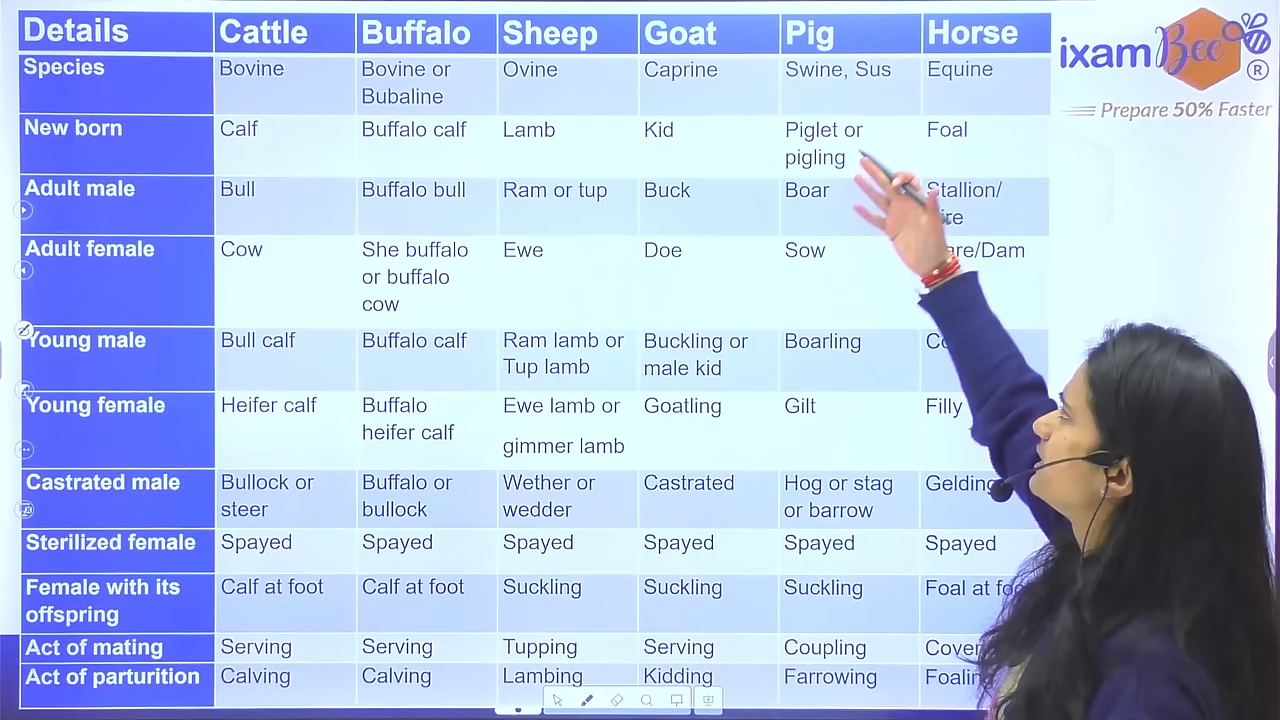 Details Cattle Buffalo Sheep Goat Pig Horse
ixamBee
®
Prepare 50% Faster
Species Bovine Bovine or Ovine Caprine Swine, Sus Equine
Bubaline
New born Calf Buffalo calf Lamb Kid Piglet or Foal
pigling
Adult male Bull Buffalo bull Ram or tup Buck Boar Stallion/
Adult female Cow She buffalo Ewe Doe Sow
or buffalo
cow
Young male Bull calf Buffalo calf Ram lamb or Buckling or Boarling
Tup lamb male kid
Young female Heifer calf Buffalo Ewe lamb or Goatling Gilt Filly
heifer calf gimmer lamb
Castrated male Bullock or Buffalo or Wether or Castrated Hog or stag Gelding
steer bullock wedder or barrow
Sterilized female Spayed Spayed Spayed Spayed Spayed Spayed
Female with its Calf at foot Calf at foot Suckling Suckling Suckling Foal at
offspring
Act of mating Serving Serving Tupping Serving Coupling
Act of parturition Calving Calving Lambing Kidding Farrowing